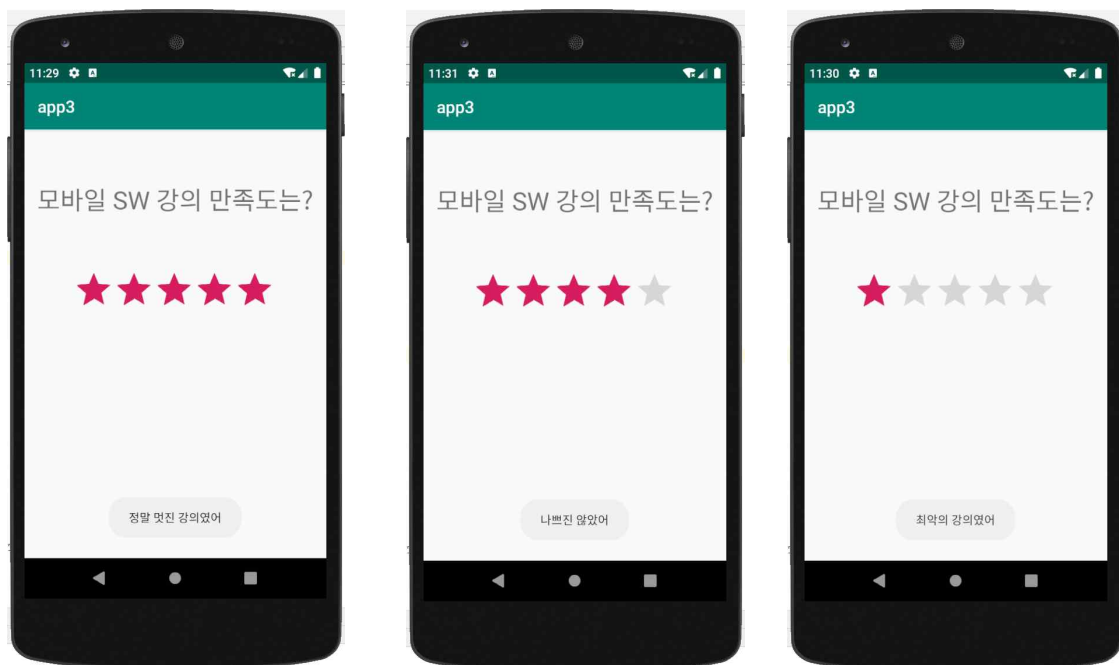 11:29
app3
모바일 SW 강의 만족도는?
정말 멋진 강의였어
11:31
app3
모바일 SW 강의 만족도는?
나쁘진 않았어
11:30
app3
모바일 SW 강의 만족도는?
최악의 강의였어